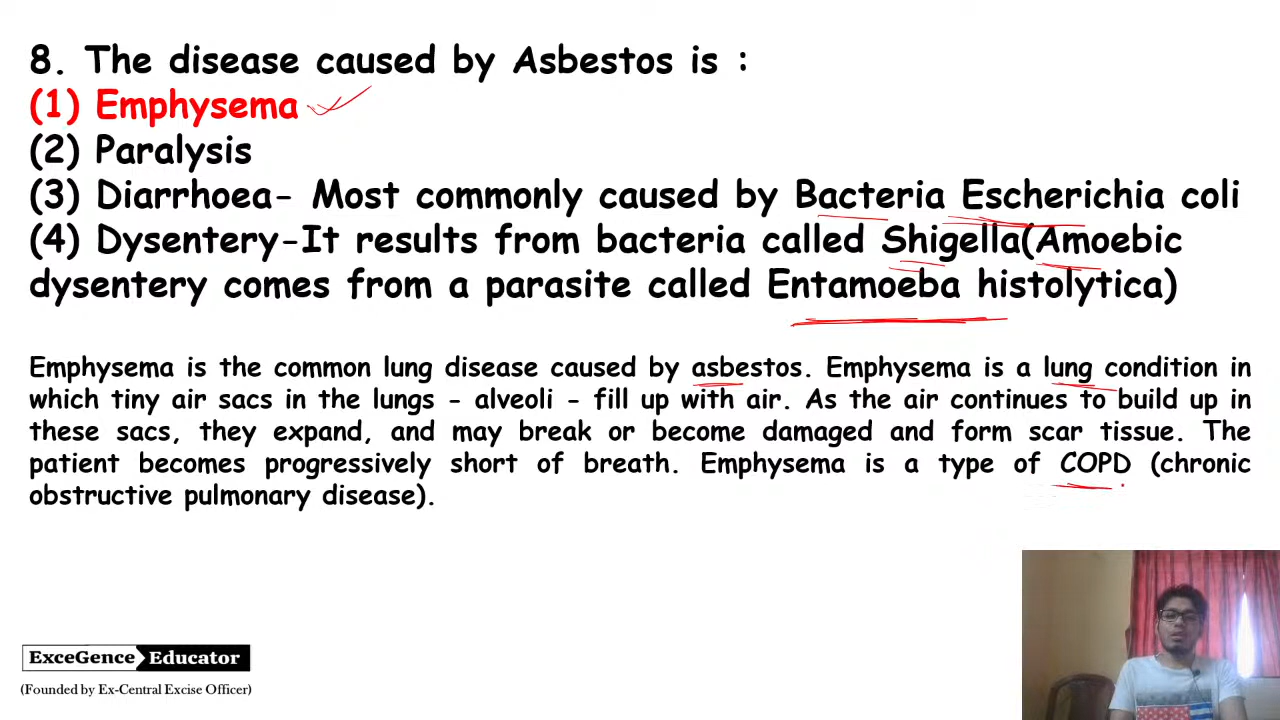 8. The disease caused by Asbestos is :
(1) Emphysema
(2) Paralysis
(3) Diarrhoea- Most commonly caused by Bacteria Escherichia coli
(4) Dysentery-It results from bacteria called Shigella(Amoebic
dysentery comes from a parasite called Entamoeba histolytica)
Emphysema is the common lung disease caused by asbestos. Emphysema is a lung condition in
which tiny air sacs in the lungs - alveoli - fill up with air. As the air continues to build up in
these sacs, they expand, and may break or become damaged and form scar tissue. The
patient becomes progressively short of breath. Emphysema is a type of COPD (chronic
obstructive pulmonary disease).
ExceGence Educator
(Founded by Ex-Central Excise Officer)